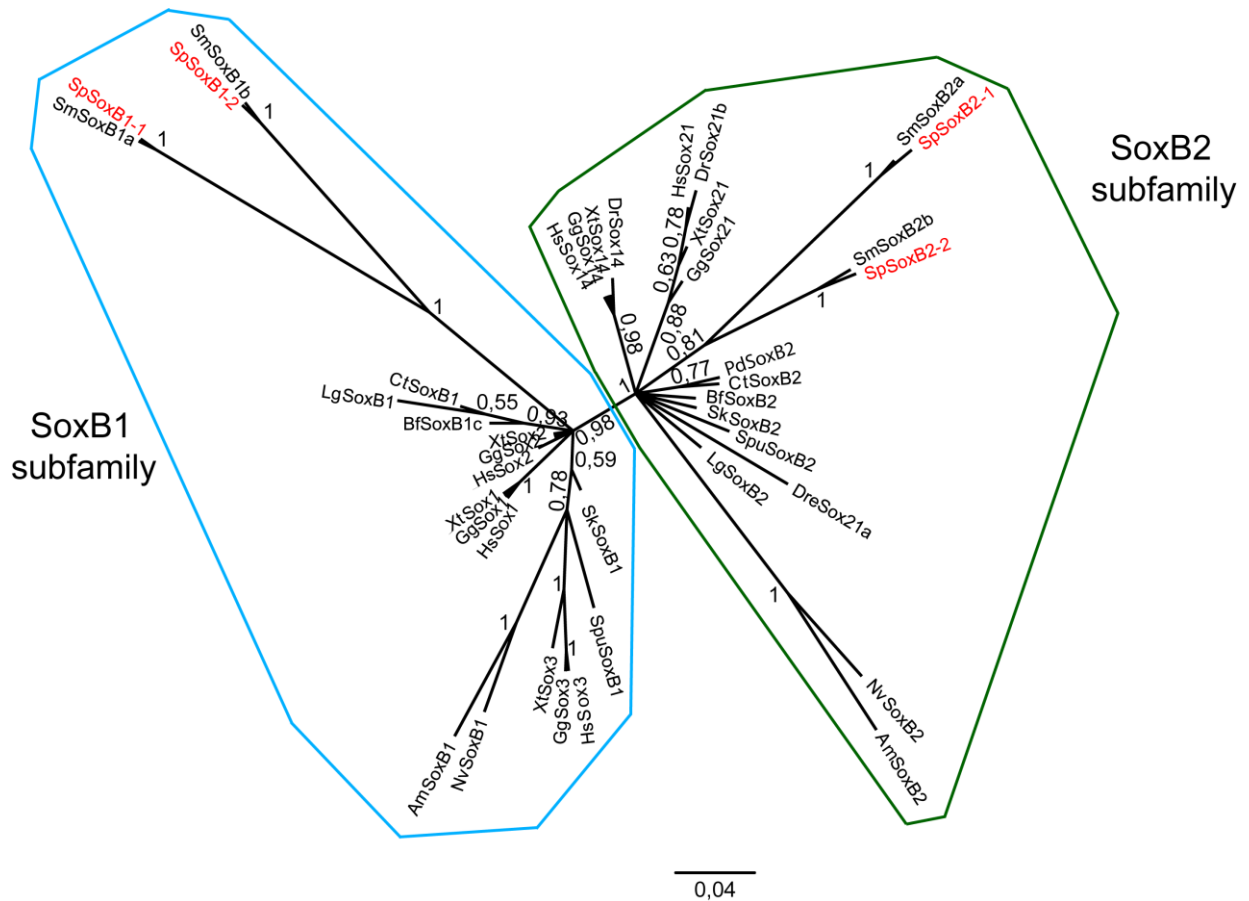 SmSoxB1b
SpSoxB1-2
1
SpSoxB1-1
SmSoxB1a
1
1
SoxB1
subfamily
LgSoxB1
CtSoxB1
0,55
BfSoxB1c
0,93
XtSox2
GgSox2
HsSox2
XtSox1
GgSox1
HsSox1
1
0,98
0,59
0,78
SkSoxB1
SpuSoxB1
1
1
XtSox3
GgSox3
HsSox3
1
AmSoxB1
NvSoxB1
SoxB2
subfamily
SmSoxB2a
SpSoxB2-1
1
SmSoxB2b
SpSoxB2-2
1
0,81
HsSox21
DrSox21b
XtSox21
GgSox21
0,78
0,63
0,88
DrSox14
XtSox14
GgSox14
HsSox14
0,98
1
0,77
PdSoxB2
CtSoxB2
BfSoxB2
SkSoxB2
SpuSoxB2
LgSoxB2
DreSox21a
1
NvSoxB2
AmSoxB2
0,04